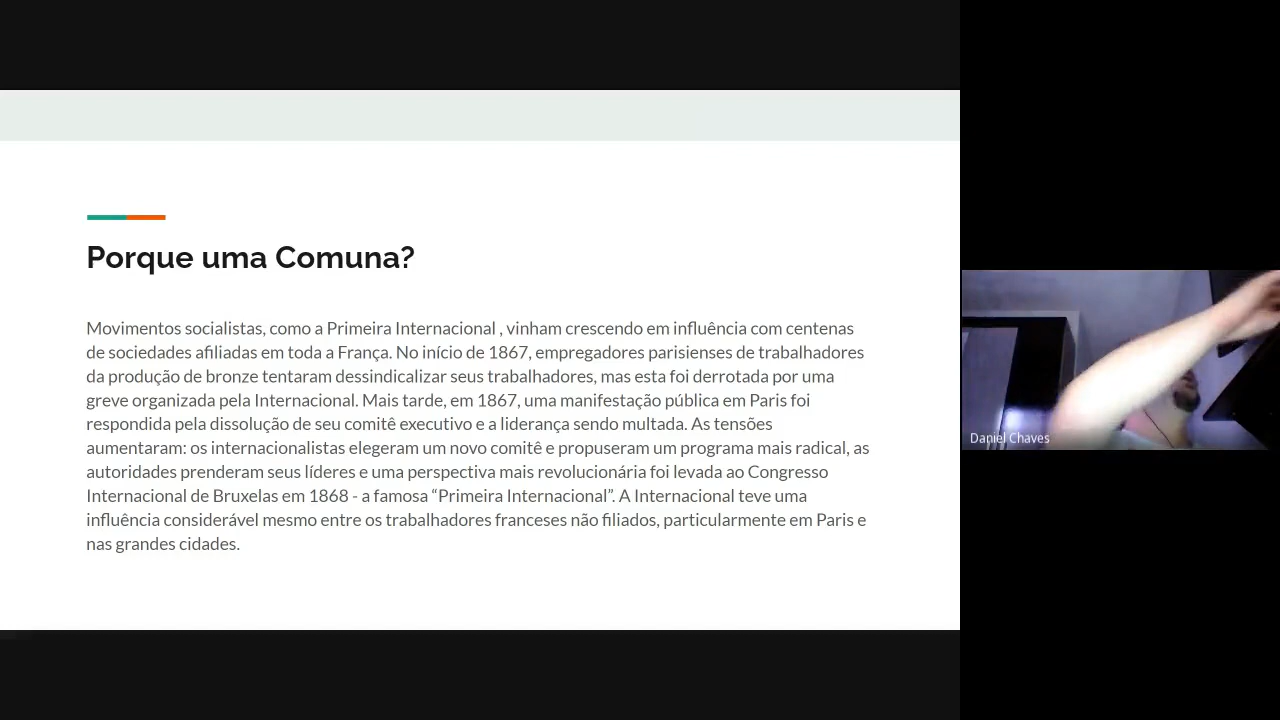 Porque uma Comuna?
Movimentos socialistas, como a Primeira Internacional , vinham crescendo em influência com centenas
de sociedades afiliadas em toda a França. No início de 1867, empregadores parisienses de trabalhadores
da produção de bronze tentaram dessindicalizar seus trabalhadores, mas esta foi derrotada por uma
greve organizada pela Internacional. Mais tarde, em 1867, uma manifestação pública em Paris foi
respondida pela dissolução de seu comitê executivo e a liderança sendo multada. As tensões
aumentaram: os internacionalistas elegeram um novo comitê e propuseram um programa mais radical, as
autoridades prenderam seus líderes e uma perspectiva mais revolucionária foi levada ao Congresso
Internacional de Bruxelas em 1868 - a famosa “Primeira Internacional”. A Internacional teve uma
influência considerável mesmo entre os trabalhadores franceses não filiados, particularmente em Paris e
nas grandes cidades.
Daniel Chaves